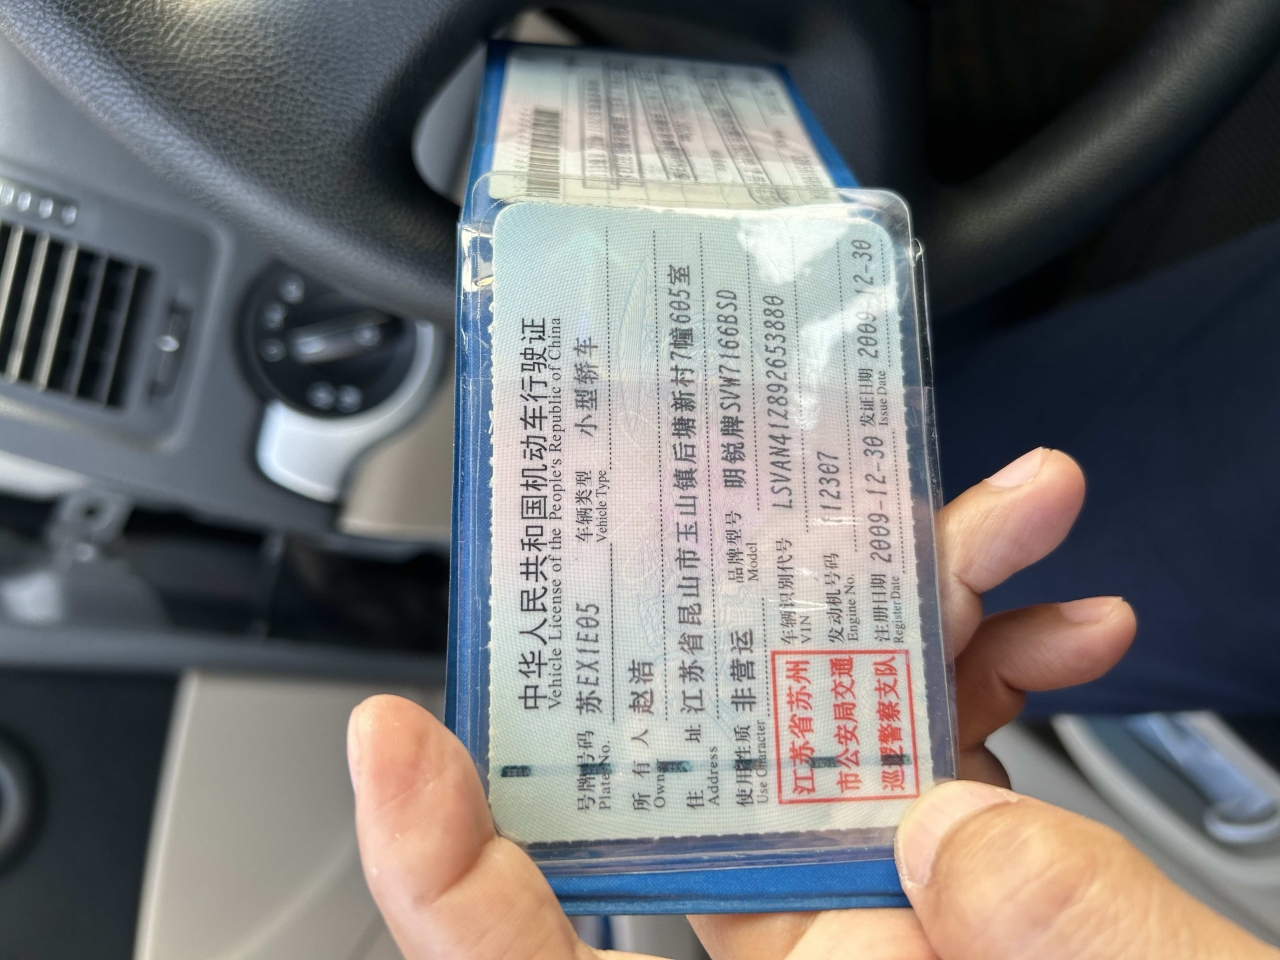 中华人民共和国机动车行驶证
Vehicle License of the People's Republic of China
号牌号码 苏EX1E05 车辆类型 小型轿车
Plate No. Vehicle Type
所有人 赵洁
Owner
住址 江苏省昆山市玉山镇后塘新村7幢605室
Address
使用性质 非营运 品牌型号 明锐牌SVW7166BSD
Use Character Model
江苏省苏州
市公安局交通
巡逻警察支队
车辆识别代号 LSVAN41Z892653880
VIN
发动机号码 112307
Engine No.
注册日期 2009-12-30 发证日期 2009-12-30
Register Date Issue Date